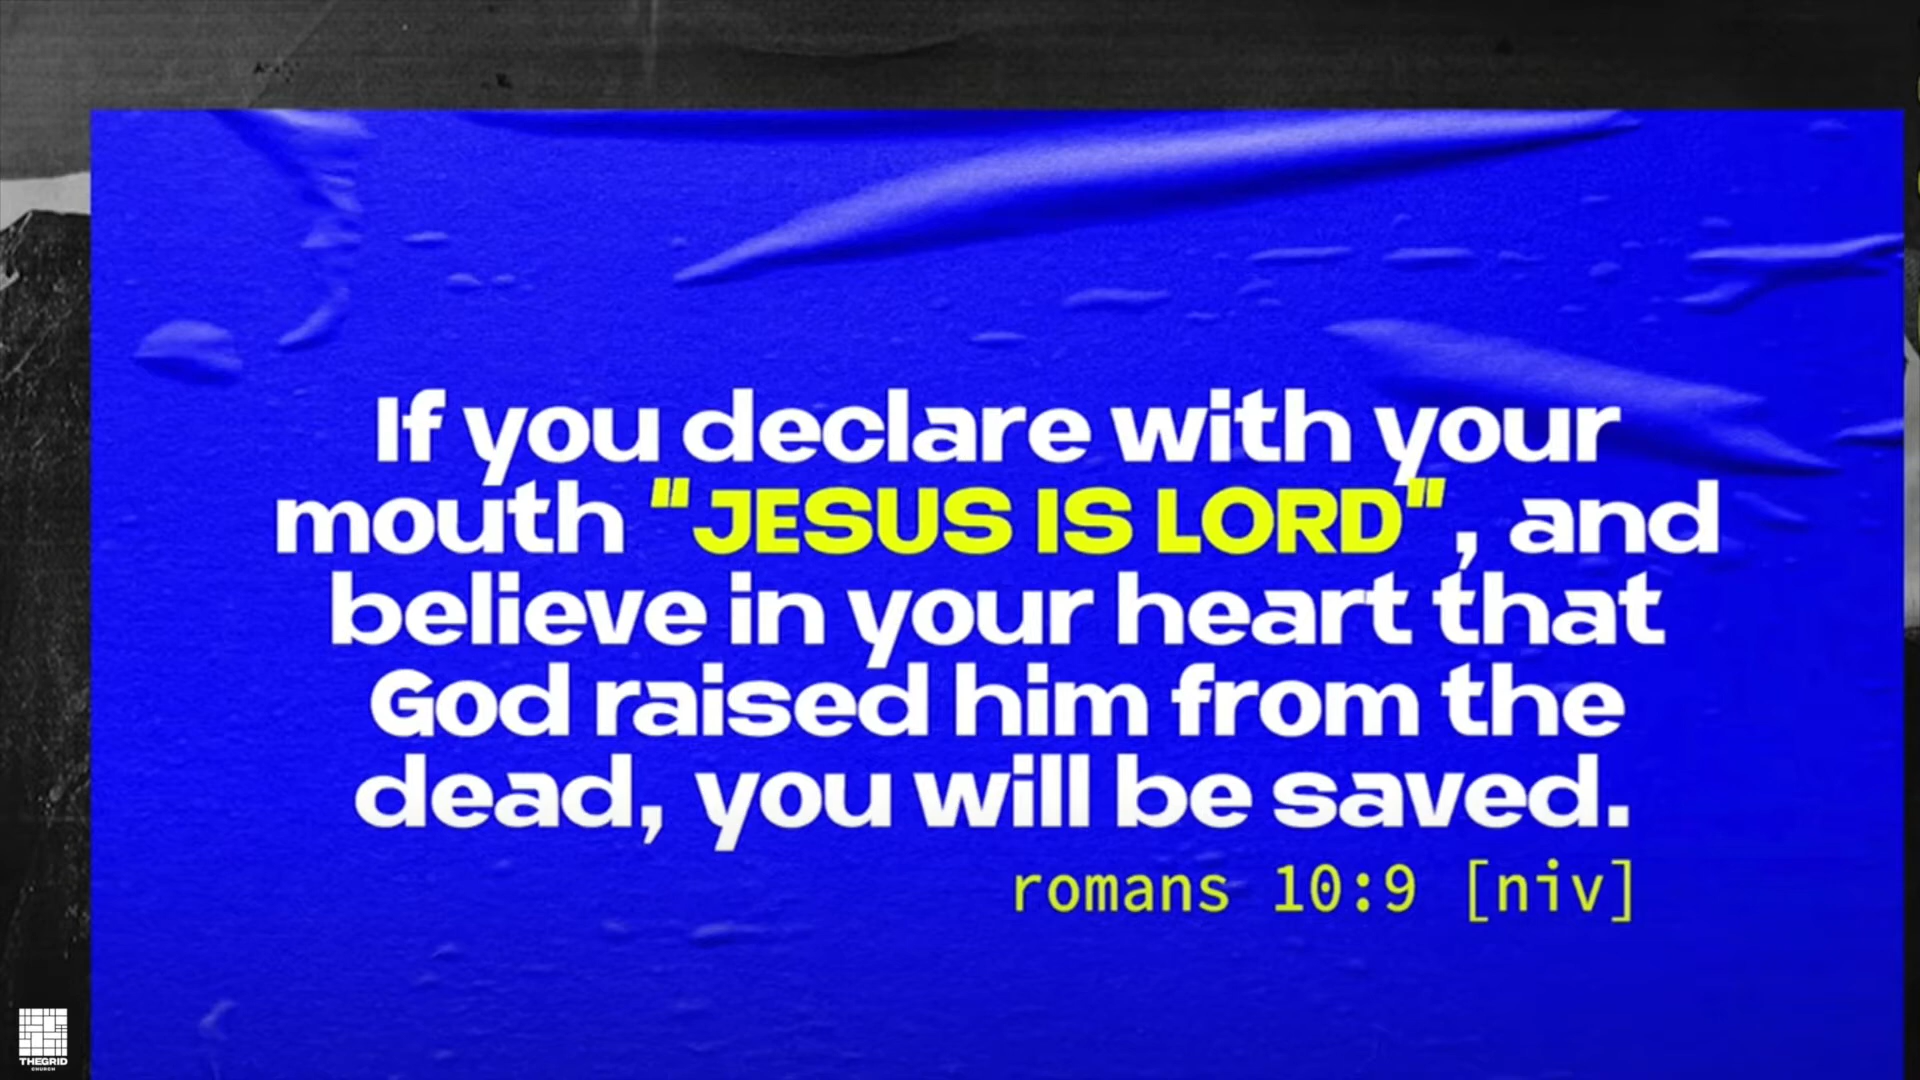 If you declare with your
mouth "JESUS IS LORD", and
believe in your heart that
God raised him from the
dead, you will be saved.
romans 10:9 [niv]
THEGRID
CHURCH